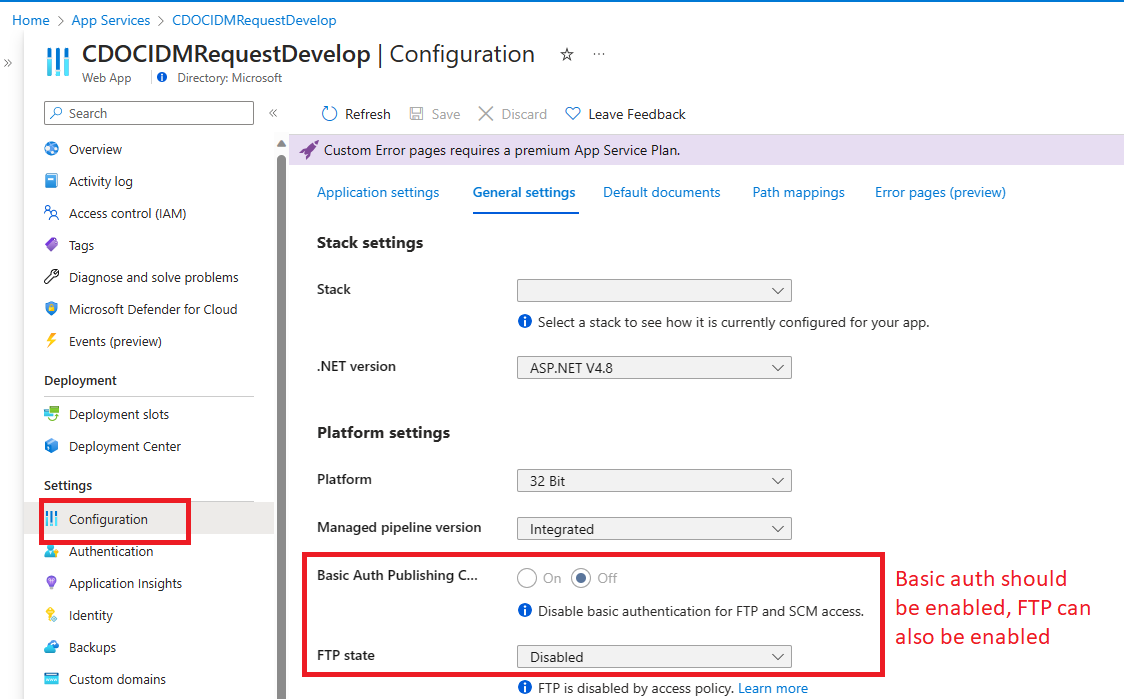 Home > App Services > CDOCIDMRequestDevelop
CDOCIDMRequestDevelop | Configuration
Web App
Directory: Microsoft
Search
Overview
Activity log
Access control (IAM)
Tags
Diagnose and solve problems
Microsoft Defender for Cloud
Events (preview)
Deployment
Deployment slots
Deployment Center
Settings
Configuration
Authentication
Application Insights
Identity
Backups
Custom domains
Refresh Save Discard Leave Feedback
Custom Error pages requires a premium App Service Plan.
Application settings General settings Default documents Path mappings Error pages (preview)
Stack settings
Stack
Select a stack to see how it is currently configured for your app.
.NET version ASP.NET V4.8
Platform settings
Platform 32 Bit
Managed pipeline version Integrated
Basic Auth Publishing C... On Off
Disable basic authentication for FTP and SCM access.
FTP state Disabled
FTP is disabled by access policy. Learn more
Basic auth should
be enabled, FTP can
also be enabled